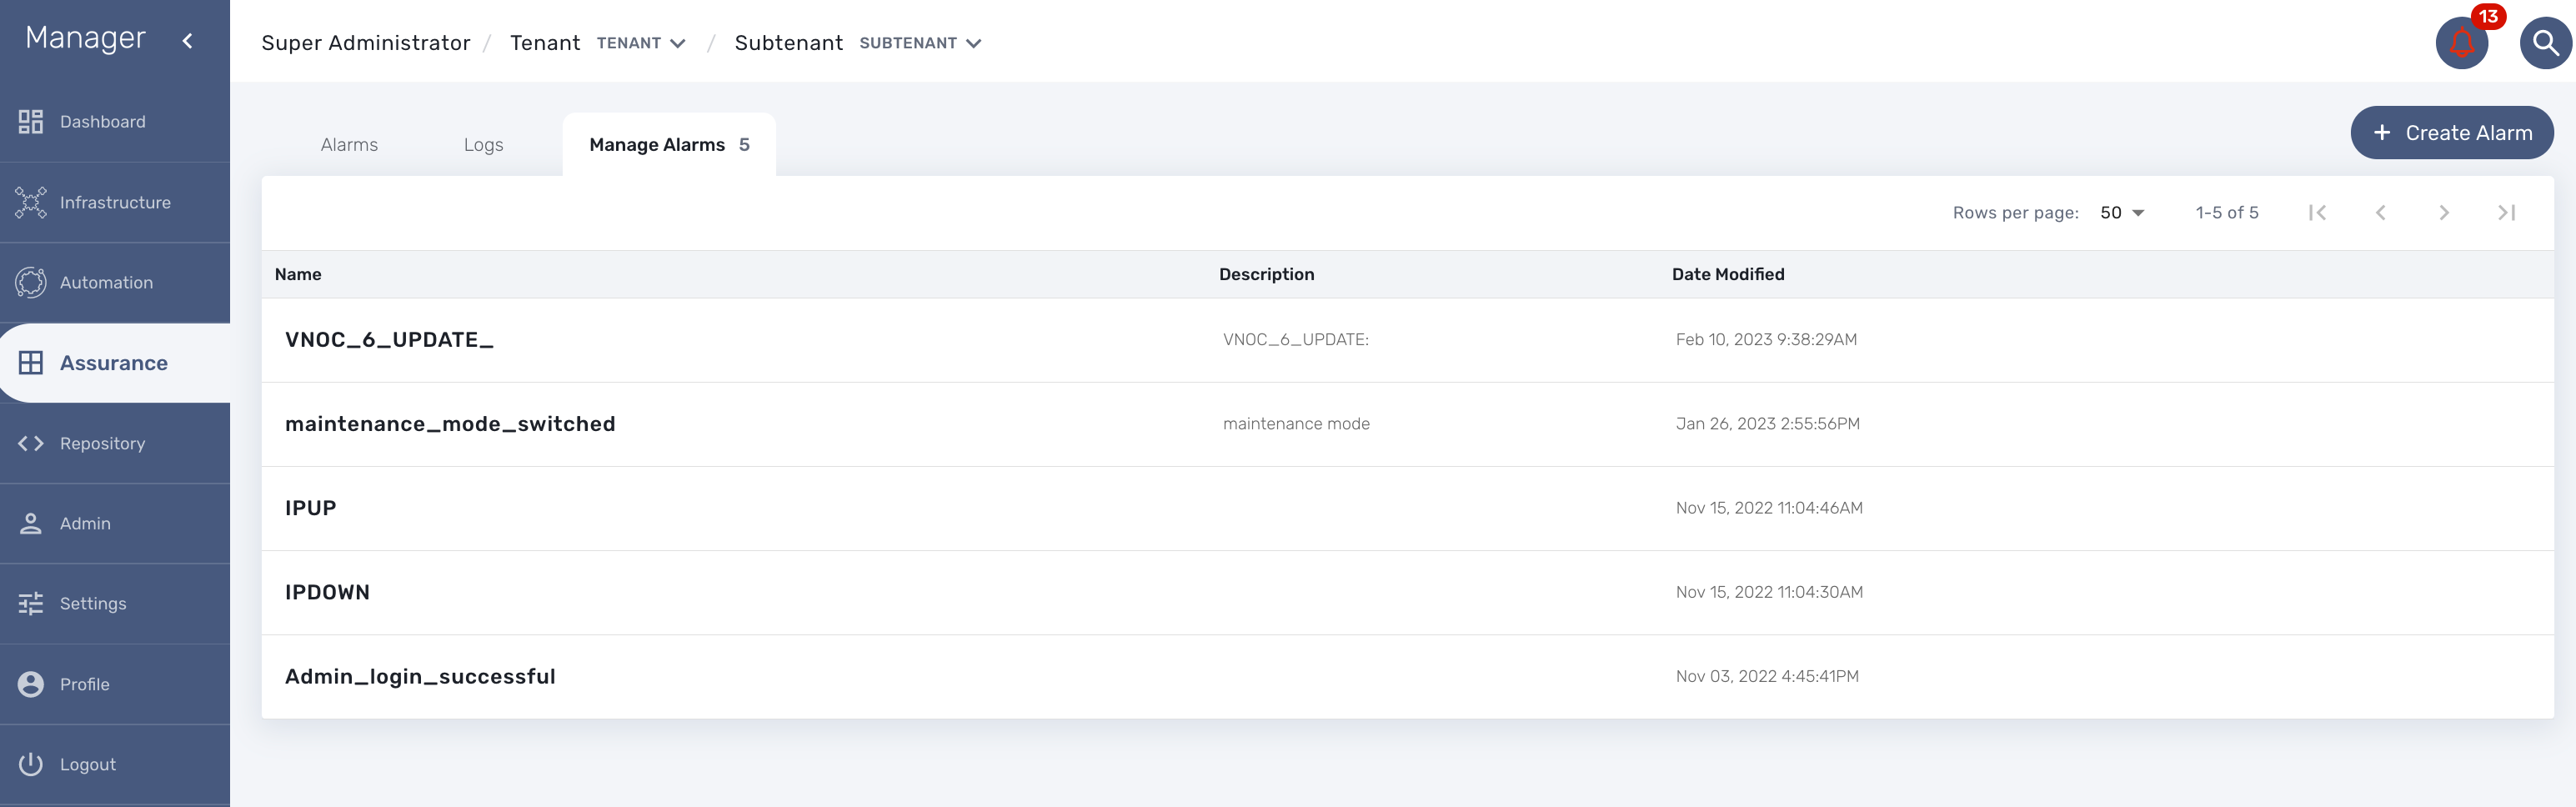 Manager
Super Administrator / Tenant TENANT / Subtenant SUBTENANT
13
Dashboard
Infrastructure
Automation
Assurance
Repository
Admin
Settings
Profile
Logout
Alarms Logs Manage Alarms 5
+ Create Alarm
Rows per page: 50 1-5 of 5
Name Description Date Modified
VNOC_6_UPDATE_ VNOC_6_UPDATE: Feb 10, 2023 9:38:29AM
maintenance_mode_switched maintenance mode Jan 26, 2023 2:55:56PM
IPUP Nov 15, 2022 11:04:46AM
IPDOWN Nov 15, 2022 11:04:30AM
Admin_login_successful Nov 03, 2022 4:45:41PM